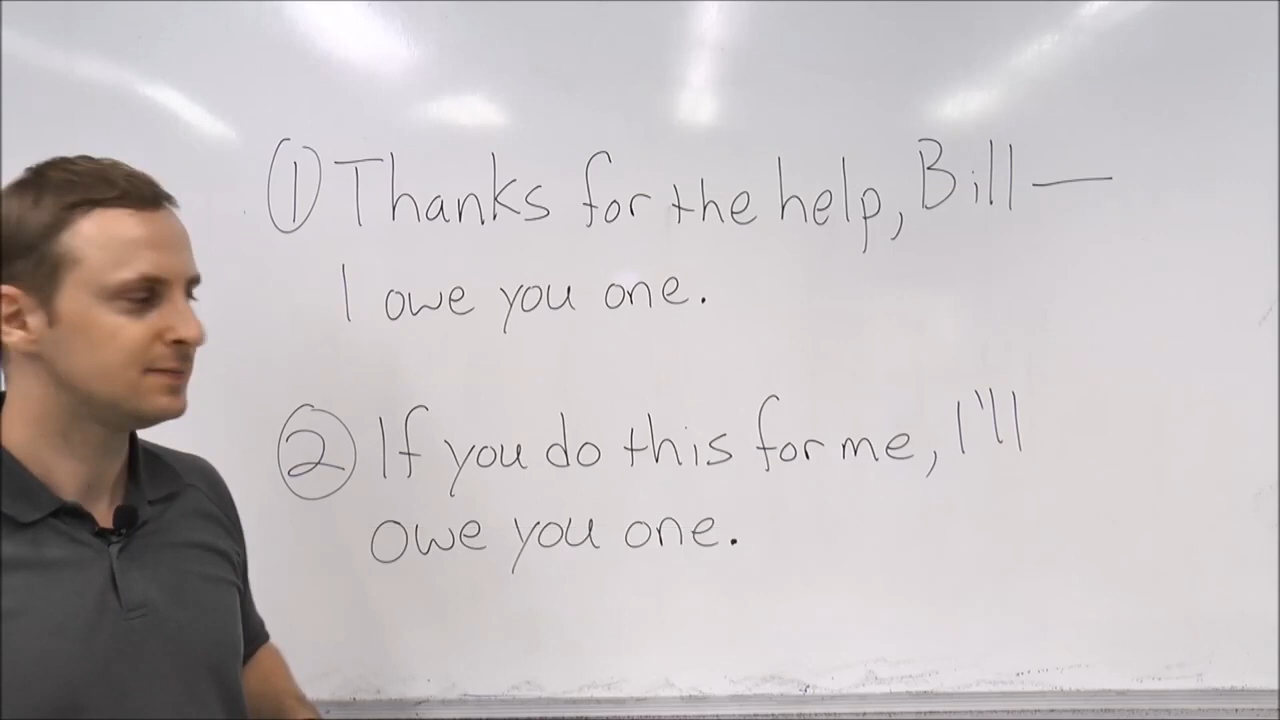 ① Thanks for the help, Bill —
I owe you one.
② If you do this for me, I'll
owe you one.